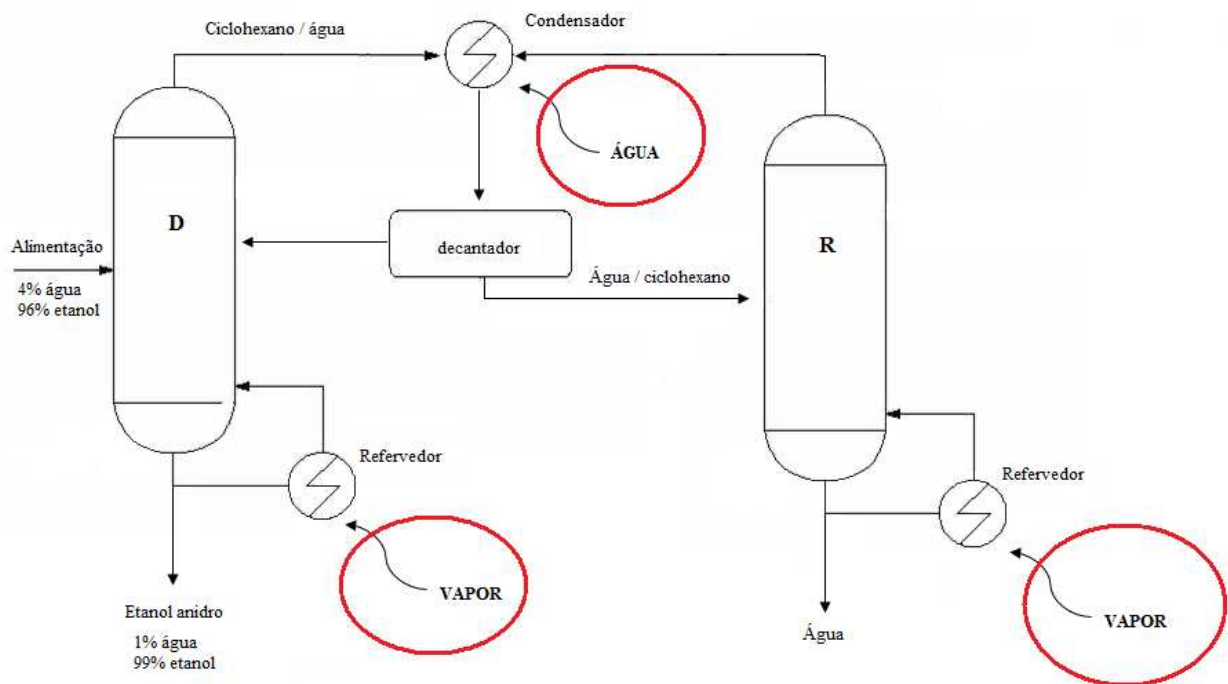 Ciclohexano / água
Condensador
ÁGUA
D
R
Alimentação
4% água
96% etanol
decantador
Água / ciclohexano
Refervedor
Refervedor
VAPOR
VAPOR
Etanol anidro
1% água
99% etanol
Água